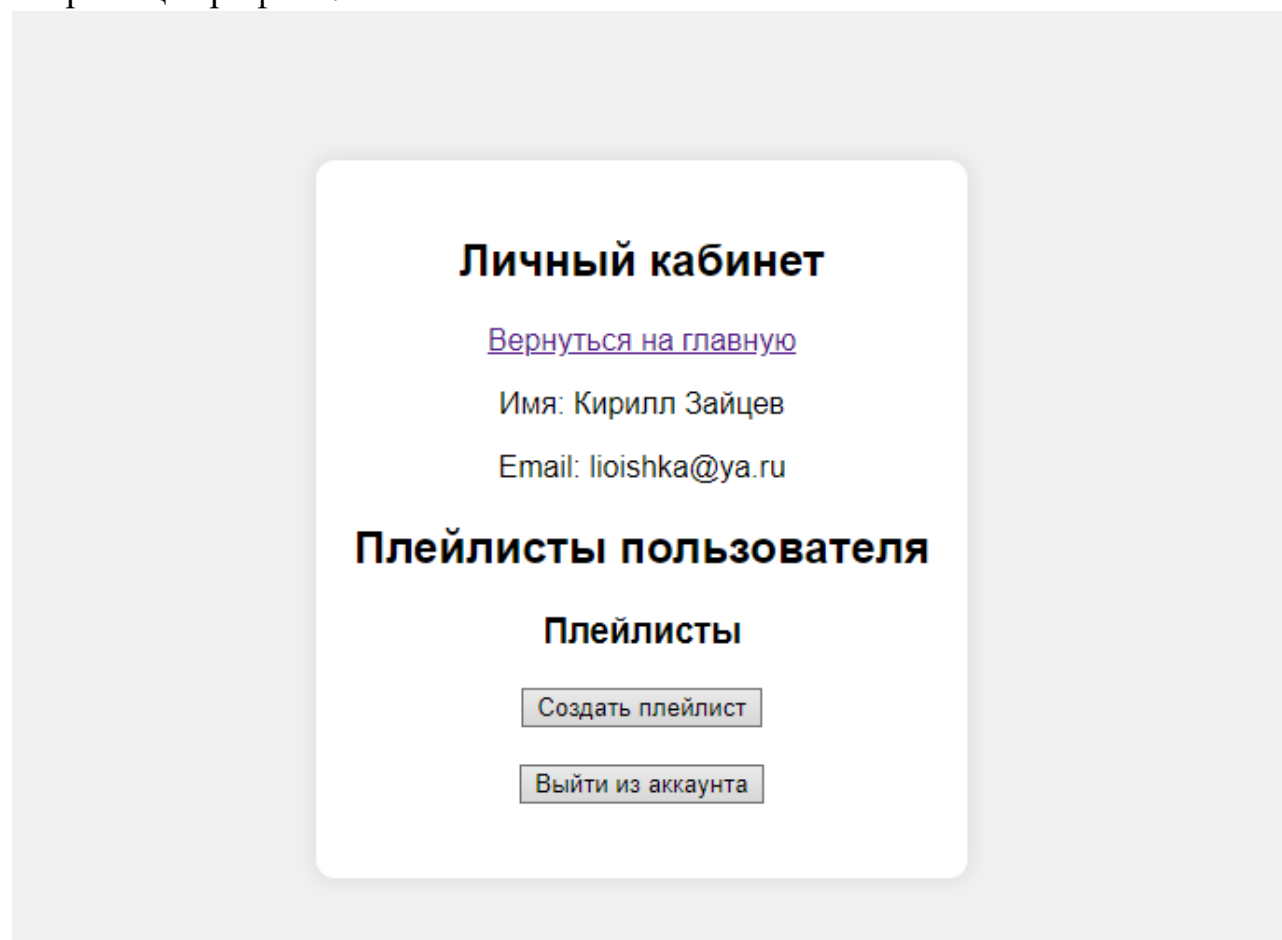 Личный кабинет
Вернуться на главную
Имя: Кирилл Зайцев
Email: lioishka@ya.ru
Плейлисты пользователя
Плейлисты
Создать плейлист
Выйти из аккаунта